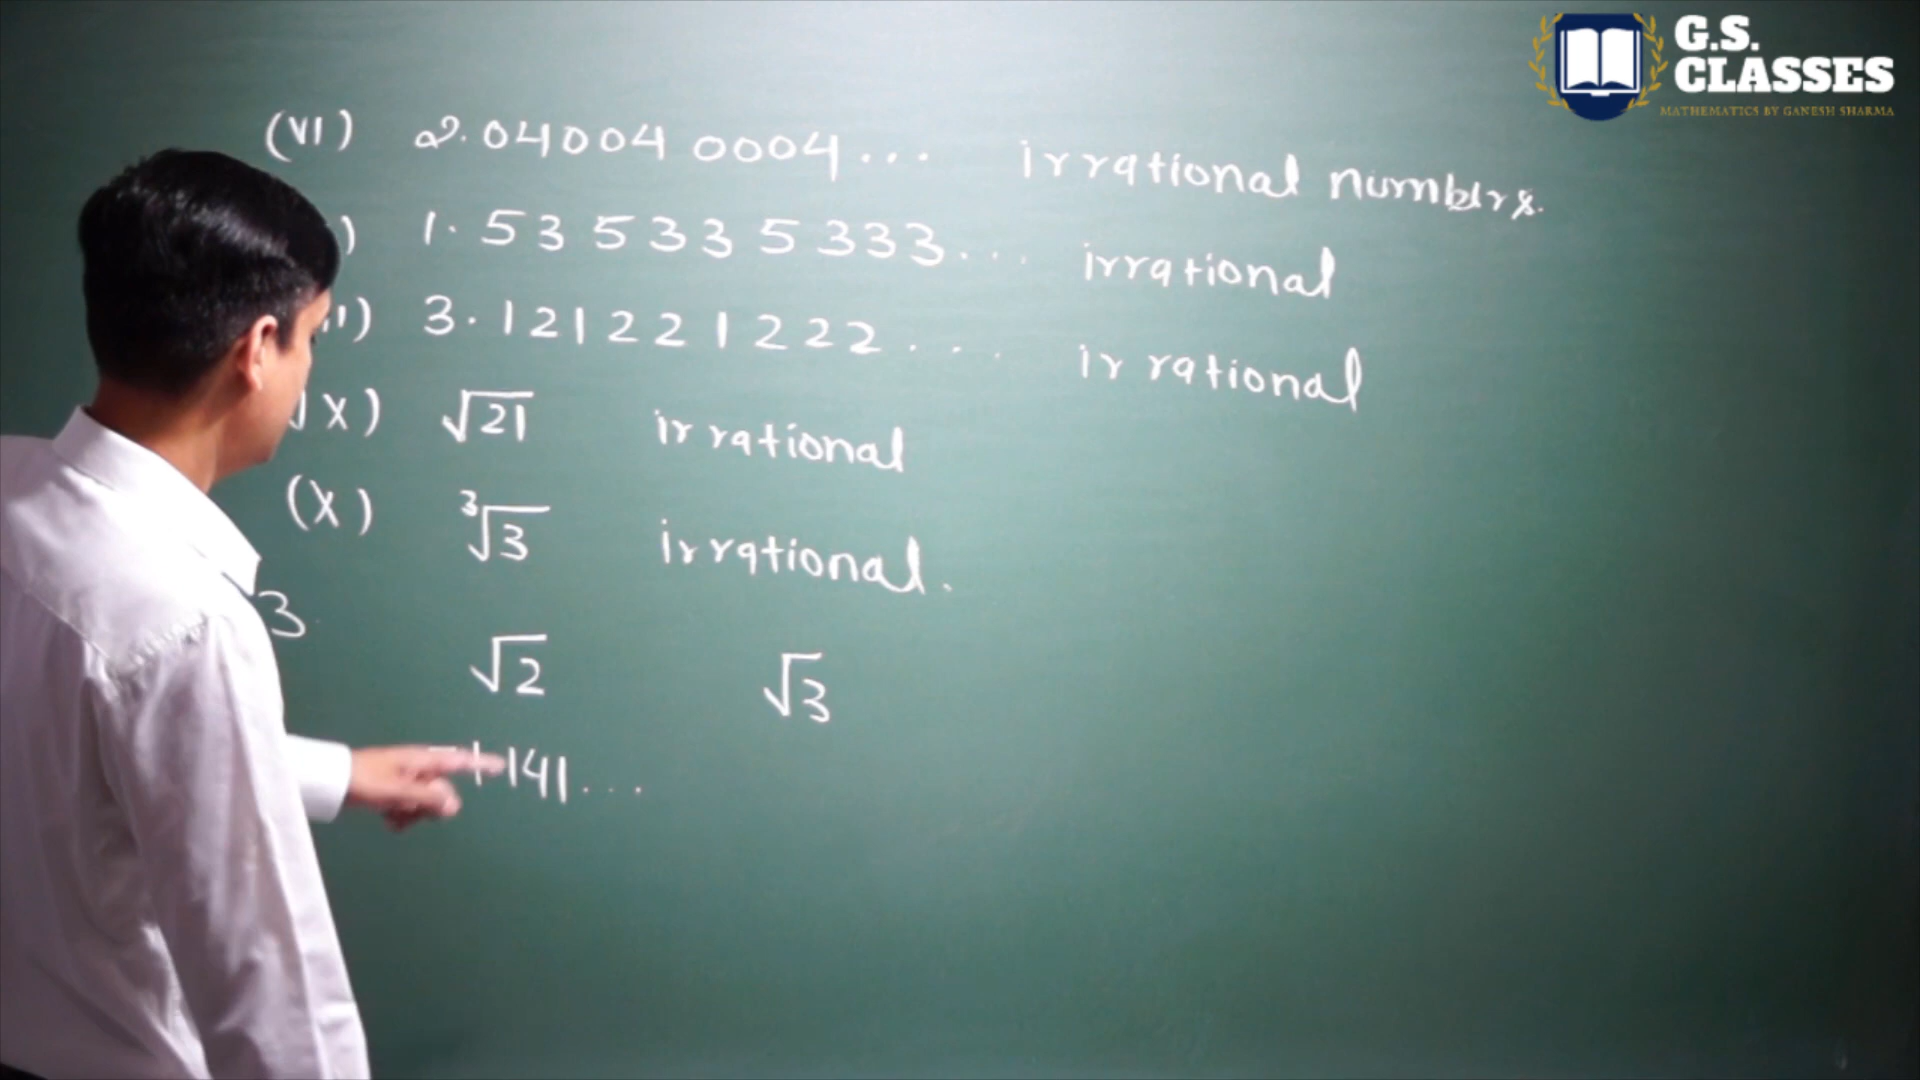 G.S.
CLASSES
MATHEMATICS BY GANESH SHARMA
(VI) 2.040040004... irrational numbers.
) 1.535335333... irrational
II) 3.121221222... irrational
IX) √21 irrational
(X) ³√3 irrational.
3.
√2 √3
141...